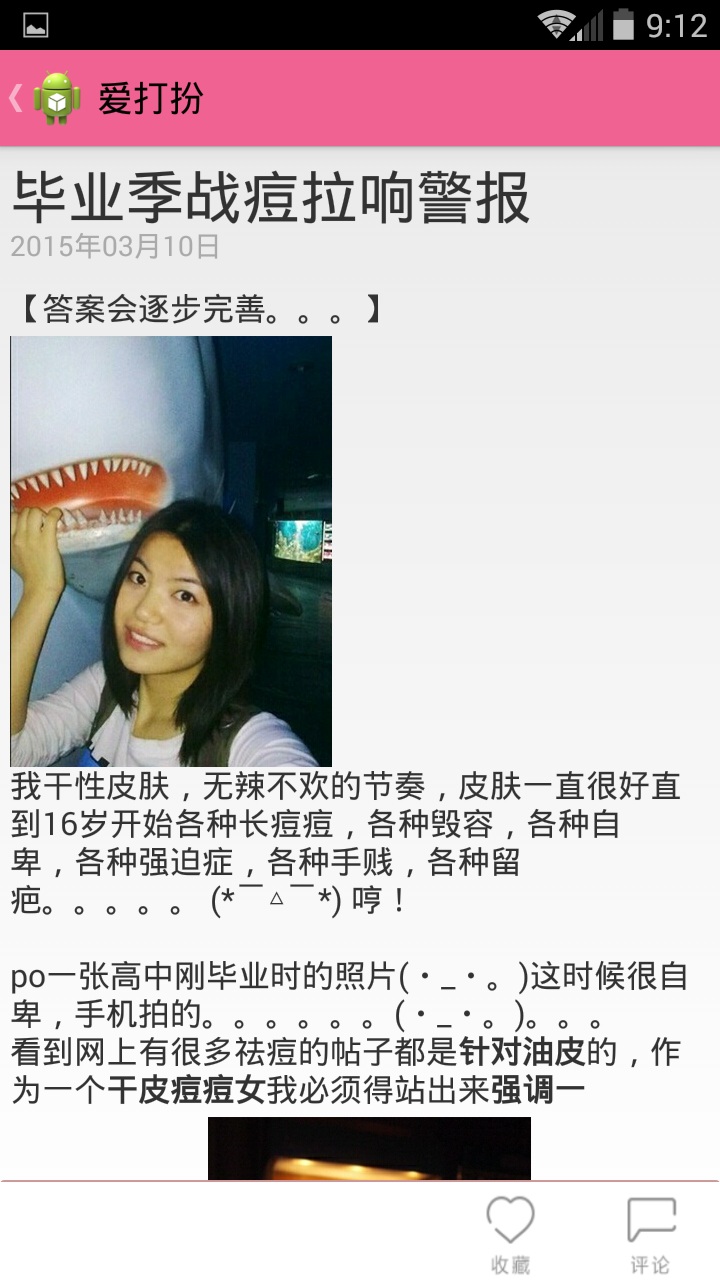 9:12
爱打扮
毕业季战痘拉响警报
2015年03月10日
【答案会逐步完善。。。】
我干性皮肤，无辣不欢的节奏，皮肤一直很好直
到16岁开始各种长痘痘，各种毁容，各种自
卑，各种强迫症，各种手贱，各种留
疤。。。。。。(*￣▵￣*) 哼！
po一张高中刚毕业时的照片(・_・。)这时候很自
卑，手机拍的。。。。。。(・_・。)。。。
看到网上有很多祛痘的帖子都是针对油皮的，作
为一个干皮痘痘女我必须得站出来强调一
收藏
评论